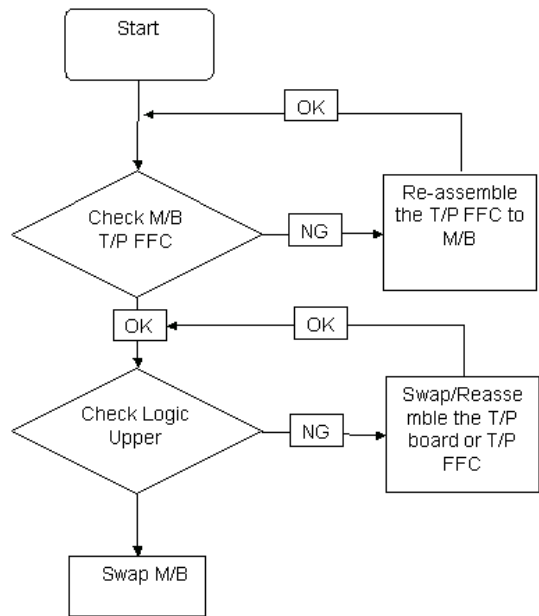 Start
OK
Check M/B
T/P FFC
NG
Re-assemble
the T/P FFC to
M/B
OK
OK
Check Logic
Upper
NG
Swap/Reasse
mble the T/P
board or T/P
FFC
Swap M/B